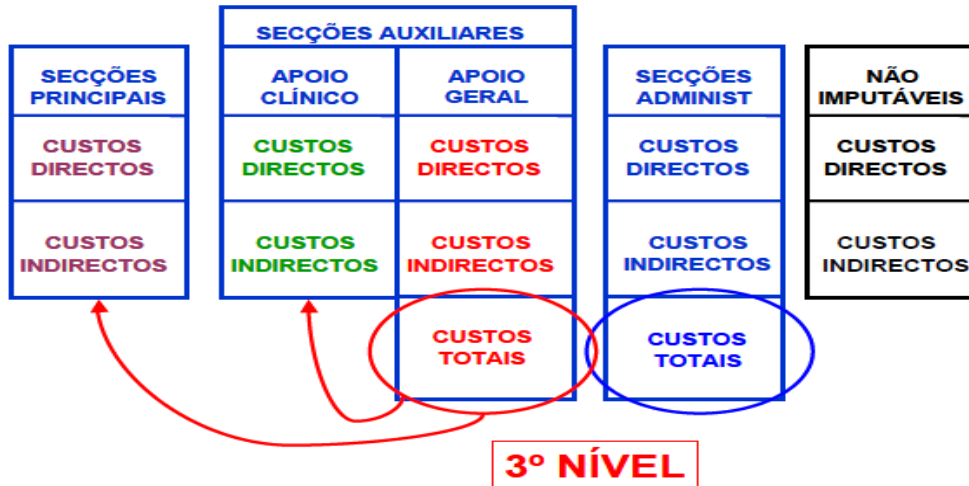 SECÇÕES AUXILIARES
SECÇÕES
PRINCIPAIS
APOIO
CLÍNICO
APOIO
GERAL
SECÇÕES
ADMINIST
NÃO
IMPUTÁVEIS
CUSTOS
DIRECTOS
CUSTOS
DIRECTOS
CUSTOS
DIRECTOS
CUSTOS
DIRECTOS
CUSTOS
DIRECTOS
CUSTOS
INDIRECTOS
CUSTOS
INDIRECTOS
CUSTOS
INDIRECTOS
CUSTOS
INDIRECTOS
CUSTOS
INDIRECTOS
CUSTOS
TOTAIS
CUSTOS
TOTAIS
3º NÍVEL